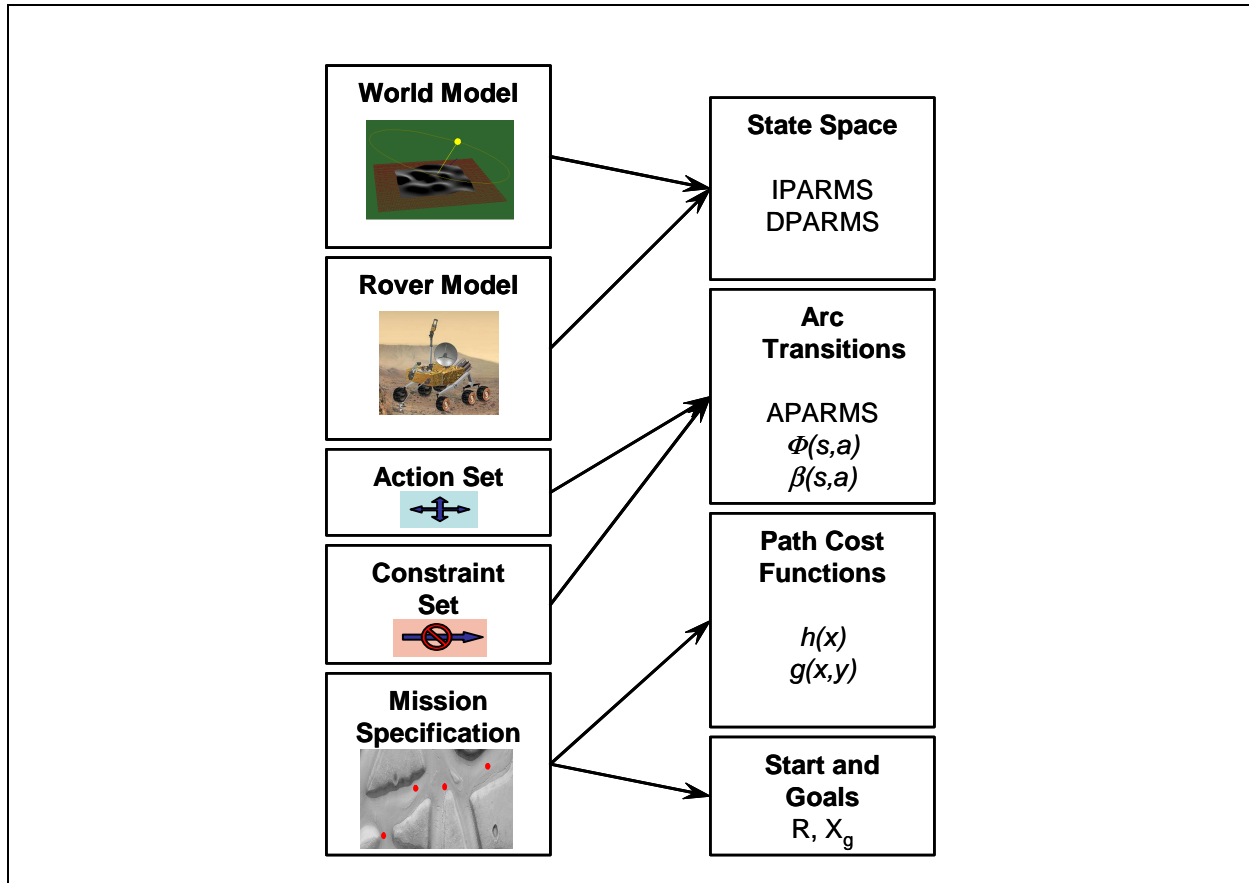 World Model
Rover Model
Action Set
Constraint
Set
Mission
Specification
State Space
IPARMS
DPARMS
Arc
Transitions
APARMS
Φ(s,a)
β(s,a)
Path Cost
Functions
h(x)
g(x,y)
Start and
Goals
R, X_g